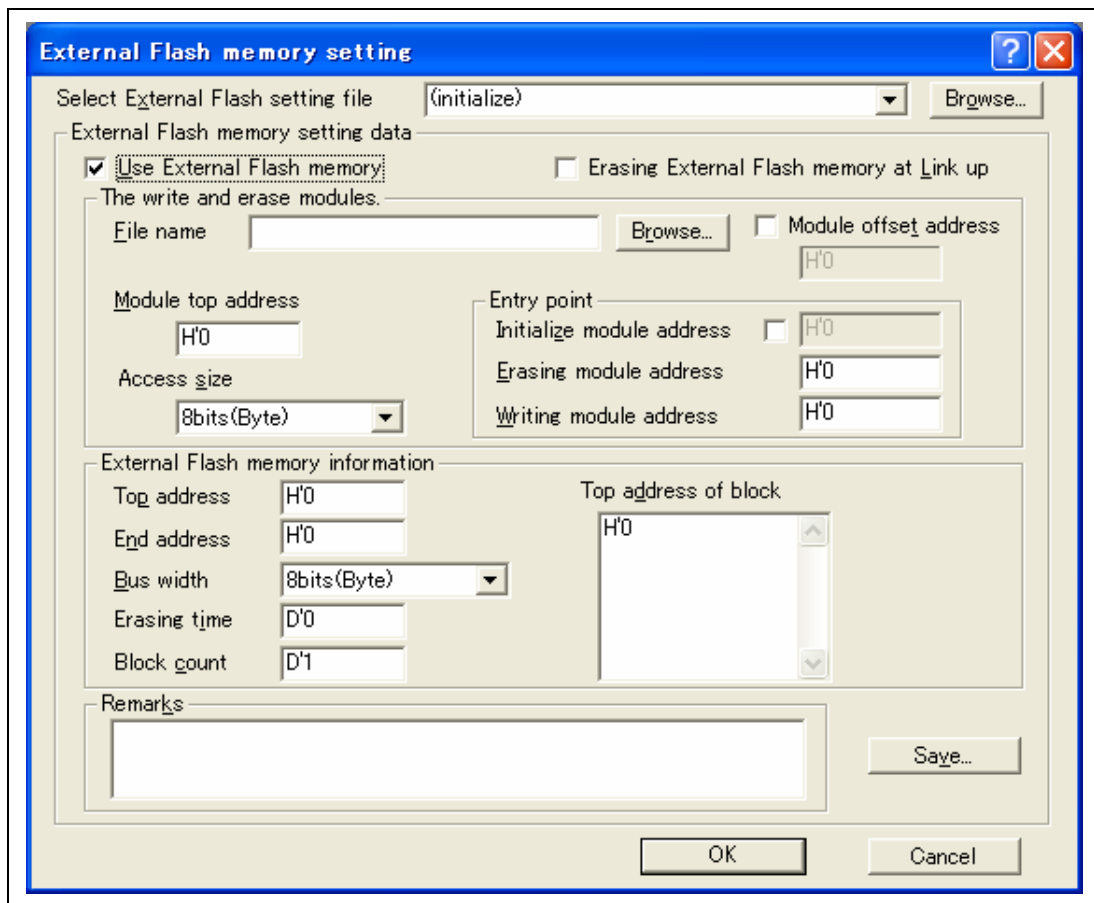 External Flash memory setting
Select External Flash setting file (initialize) Browse...
External Flash memory setting data
Use External Flash memory Erasing External Flash memory at Link up
The write and erase modules.
File name Browse... Module offset address
H'0
Module top address Entry point
H'0 Initialize module address H'0
Access size Erasing module address H'0
8bits(Byte) Writing module address H'0
External Flash memory information
Top address H'0 Top address of block
End address H'0 H'0
Bus width 8bits(Byte)
Erasing time D'0
Block count D'1
Remarks
Save...
OK Cancel